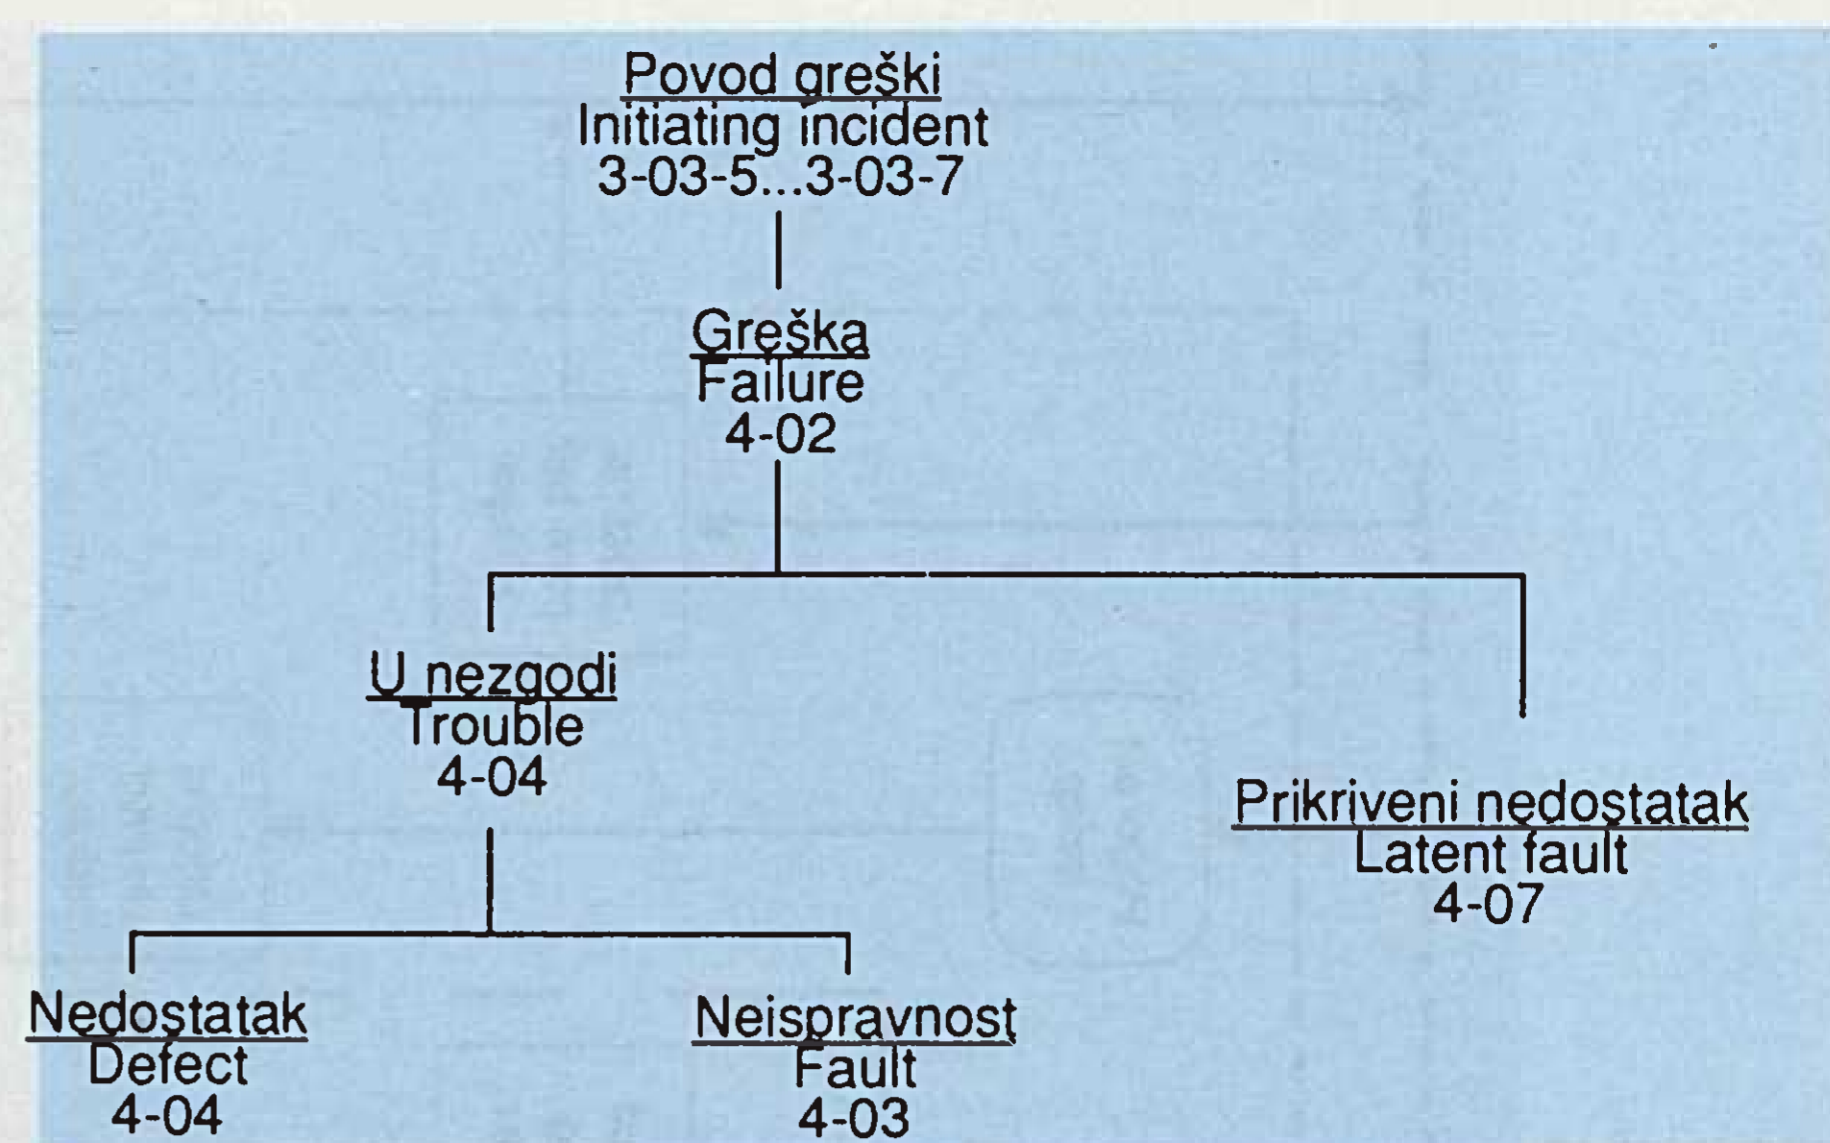 Povod greški
Initiating incident
3-03-5...3-03-7
Greška
Failure
4-02
U nezgodi
Trouble
4-04
Prikriveni nedostatak
Latent fault
4-07
Nedostatak
Defect
4-04
Neispravnost
Fault
4-03